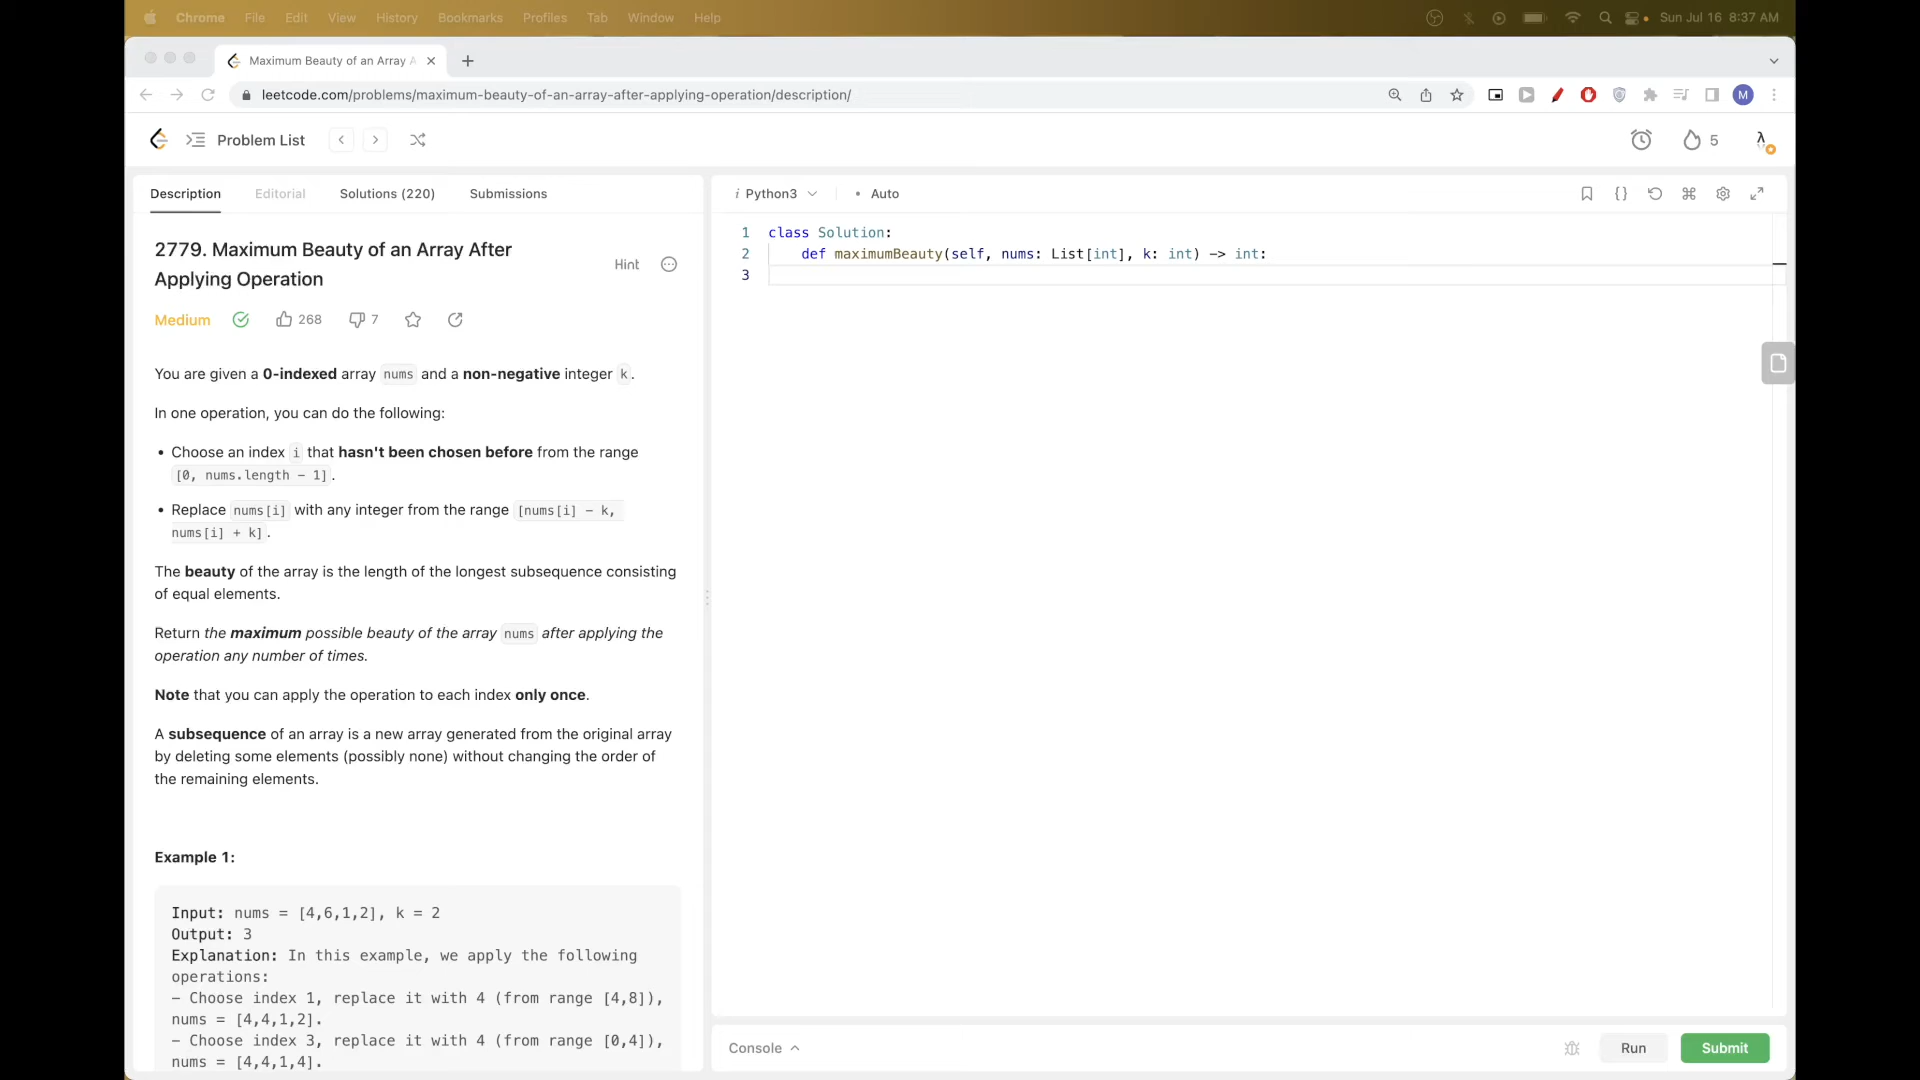 Chrome File Edit View History Bookmarks Profiles Tab Window Help Sun Jul 16 8:37 AM
Maximum Beauty of an Array A
leetcode.com/problems/maximum-beauty-of-an-array-after-applying-operation/description/ M
Problem List 5
Description Editorial Solutions (220) Submissions
2779. Maximum Beauty of an Array After
Applying Operation
Hint
Medium 268 7
You are given a 0-indexed array nums and a non-negative integer k.
In one operation, you can do the following:
• Choose an index i that hasn't been chosen before from the range
[0, nums.length - 1].
• Replace nums[i] with any integer from the range [nums[i] - k,
nums[i] + k].
The beauty of the array is the length of the longest subsequence consisting
of equal elements.
Return the maximum possible beauty of the array nums after applying the
operation any number of times.
Note that you can apply the operation to each index only once.
A subsequence of an array is a new array generated from the original array
by deleting some elements (possibly none) without changing the order of
the remaining elements.
Example 1:
Input: nums = [4,6,1,2], k = 2
Output: 3
Explanation: In this example, we apply the following
operations:
- Choose index 1, replace it with 4 (from range [4,8]),
nums = [4,4,1,2].
- Choose index 3, replace it with 4 (from range [0,4]),
nums = [4,4,1,4].
i Python3 • Auto
1 class Solution:
2 def maximumBeauty(self, nums: List[int], k: int) -> int:
3
Console Run Submit